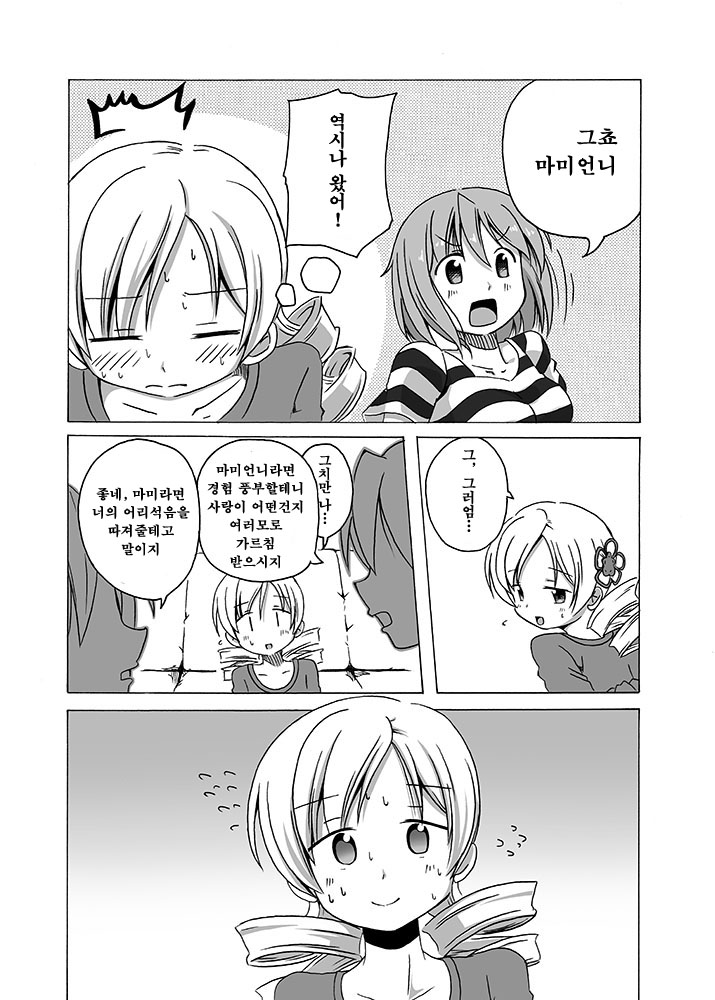 그쵸
마미언니
역시나 왔어!
그, 그러엄…
그치만 나…
마미언니라면
경험 풍부할테니
사랑이 어떤건지
여러모로
가르침
받으시지
좋네, 마미라면
너의 어리석음을
따져줄테고
말이지